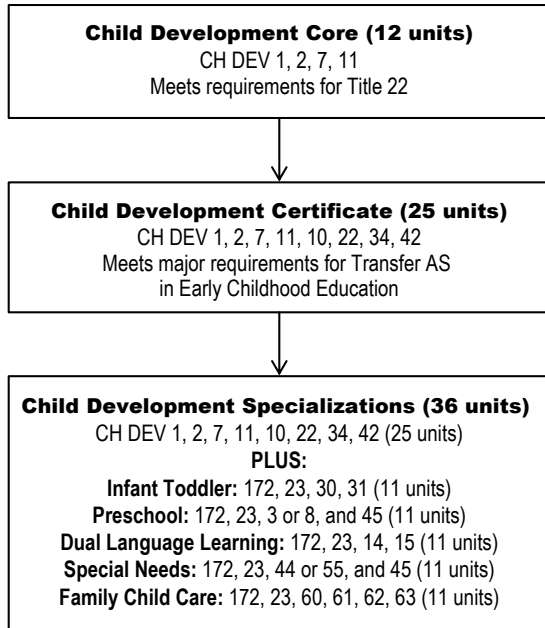 Child Development Core (12 units)
CH DEV 1, 2, 7, 11
Meets requirements for Title 22
Child Development Certificate (25 units)
CH DEV 1, 2, 7, 11, 10, 22, 34, 42
Meets major requirements for Transfer AS
in Early Childhood Education
Child Development Specializations (36 units)
CH DEV 1, 2, 7, 11, 10, 22, 34, 42 (25 units)
PLUS:
Infant Toddler: 172, 23, 30, 31 (11 units)
Preschool: 172, 23, 3 or 8, and 45 (11 units)
Dual Language Learning: 172, 23, 14, 15 (11 units)
Special Needs: 172, 23, 44 or 55, and 45 (11 units)
Family Child Care: 172, 23, 60, 61, 62, 63 (11 units)